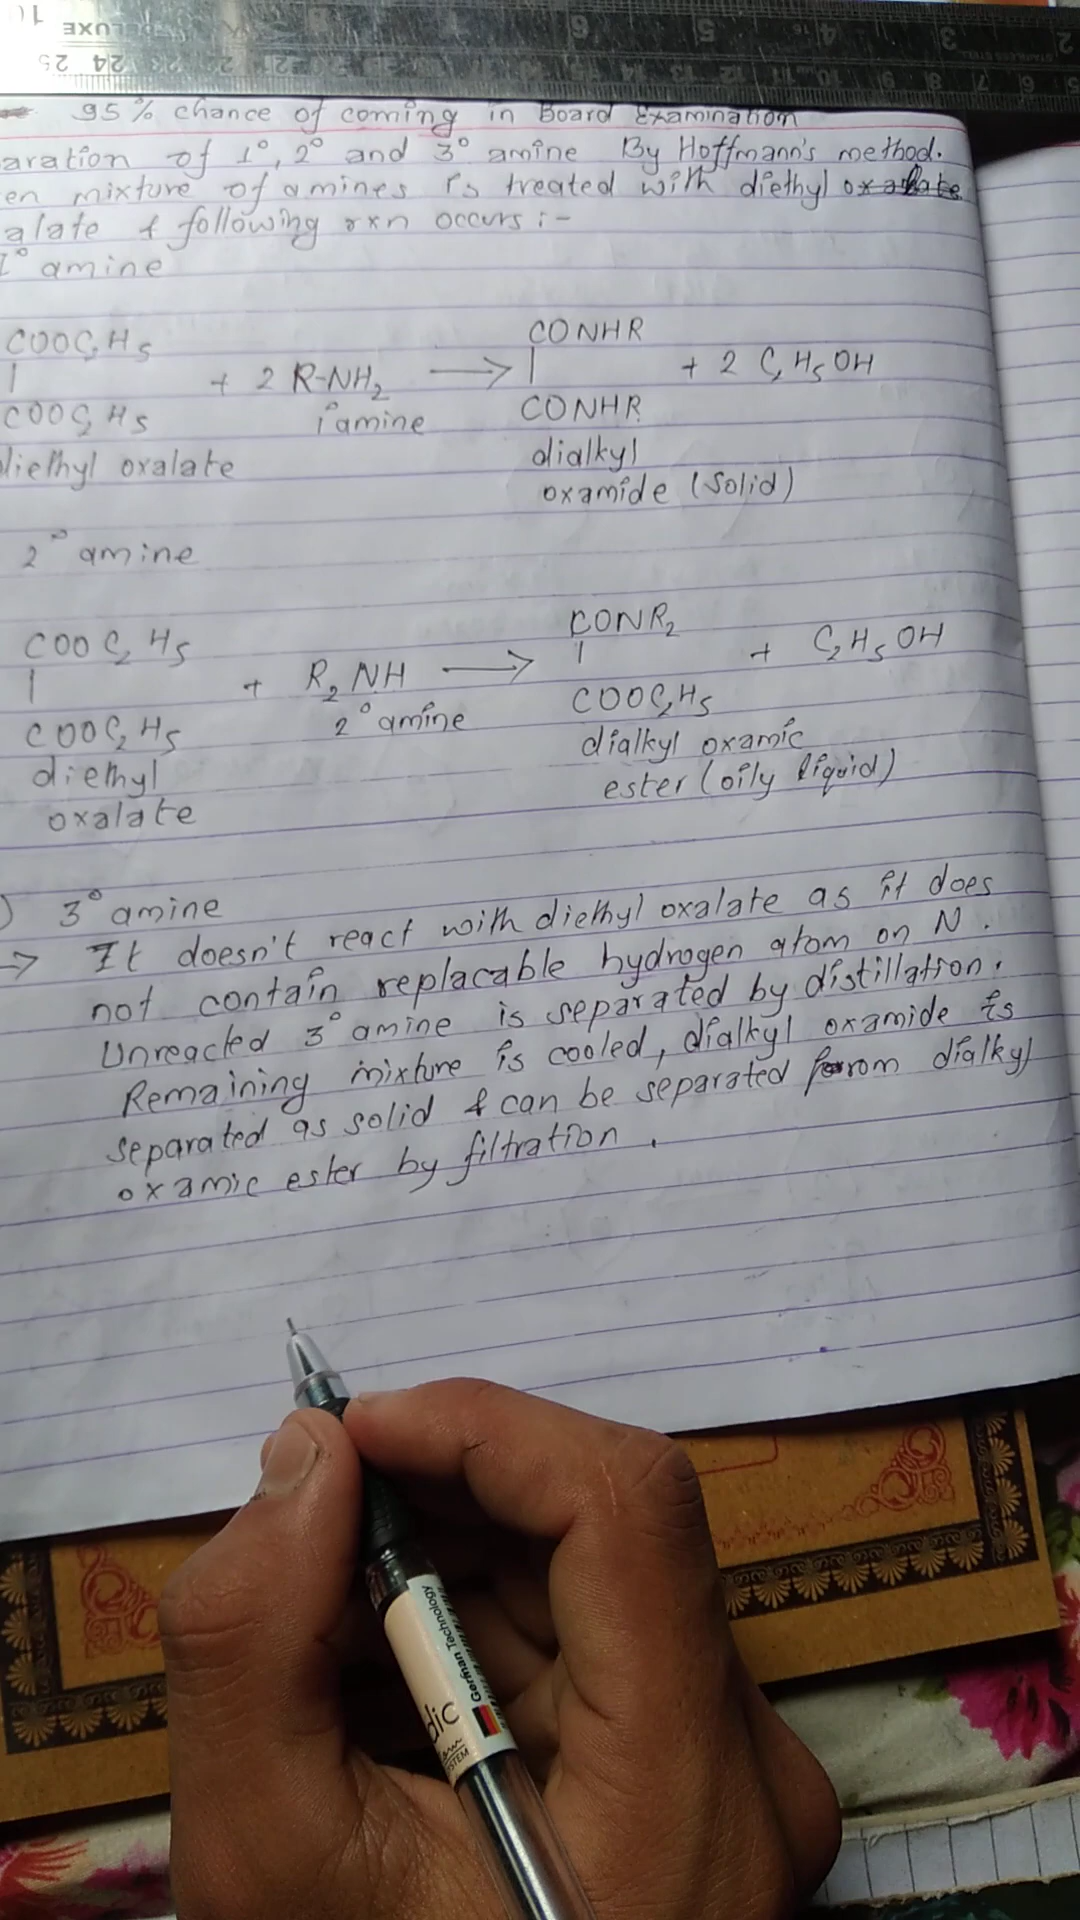 95% chance of coming in Board Examination
aration of 1°, 2° and 3° amine By Hoffmann's method.
en mixture of amines is treated with diethyl oxalate
alate & following rxn occurs :-
1° amine
COOC2H5
CONHR
+ 2 R-NH2 ⟶ + 2 C2H5OH
COOC2H5
1° amine
CONHR
diethyl oxalate
dialkyl
oxamide (Solid)
2° amine
COOC2H5
CONR2
+ R2NH ⟶ + C2H5OH
COOC2H5
2° amine
COOC2H5
diethyl
oxalate
dialkyl oxamic
ester (oily liquid)
) 3° amine
→ It doesn't react with diethyl oxalate as it does
not contain replacable hydrogen atom on N.
Unreacted 3° amine is separated by distillation.
Remaining mixture is cooled, dialkyl oxamide is
separated as solid & can be separated from dialkyl
oxamic ester by filtration.
German Technology
dic
SYSTEM